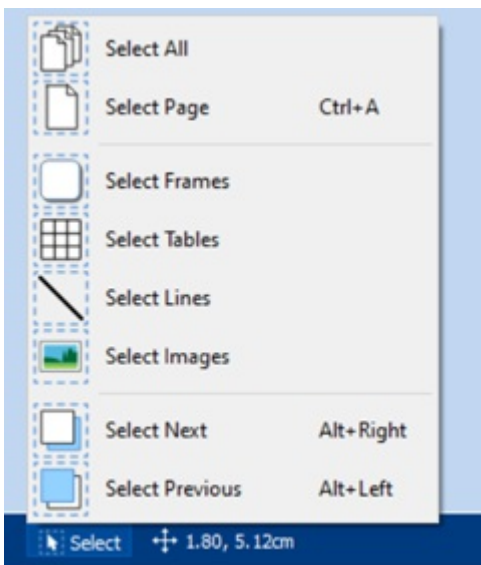 Select All
Select Page Ctrl+A
Select Frames
Select Tables
Select Lines
Select Images
Select Next Alt+Right
Select Previous Alt+Left
Select 1.80, 5.12cm